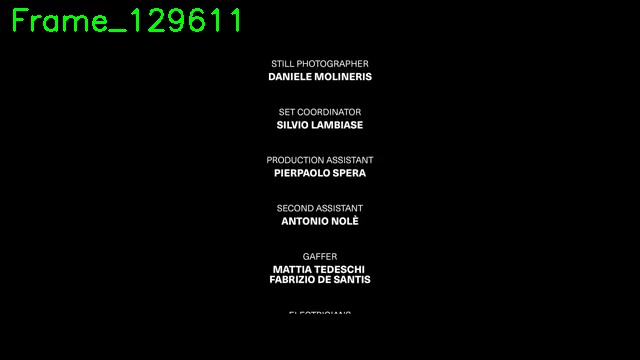 Frame_129611
STILL PHOTOGRAPHER
DANIELE MOLINERIS
SET COORDINATOR
SILVIO LAMBIASE
PRODUCTION ASSISTANT
PIERPAOLO SPERA
SECOND ASSISTANT
ANTONIO NOLÈ
GAFFER
MATTIA TEDESCHI
FABRIZIO DE SANTIS
ELECTRICIANS